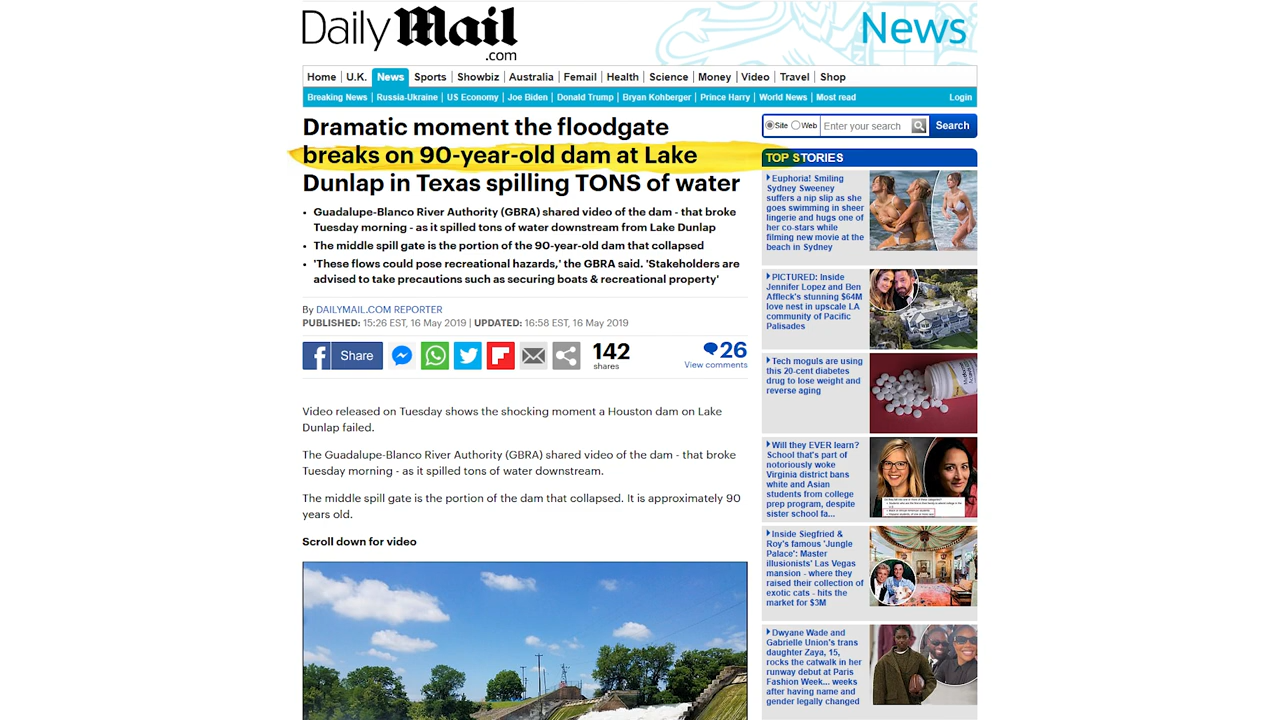 Daily Mail
.com
News
Home U.K. News Sports Showbiz Australia Femail Health Science Money Video Travel Shop
Breaking News Russia-Ukraine US Economy Joe Biden Donald Trump Bryan Kohberger Prince Harry World News Most read Login
Dramatic moment the floodgate
breaks on 90-year-old dam at Lake
Dunlap in Texas spilling TONS of water
• Guadalupe-Blanco River Authority (GBRA) shared video of the dam - that broke
Tuesday morning - as it spilled tons of water downstream from Lake Dunlap
• The middle spill gate is the portion of the 90-year-old dam that collapsed
• 'These flows could pose recreational hazards,' the GBRA said. 'Stakeholders are
advised to take precautions such as securing boats & recreational property'
By DAILYMAIL.COM REPORTER
PUBLISHED: 15:26 EST, 16 May 2019 | UPDATED: 16:58 EST, 16 May 2019
Share
142
shares
26
View comments
Video released on Tuesday shows the shocking moment a Houston dam on Lake
Dunlap failed.
The Guadalupe-Blanco River Authority (GBRA) shared video of the dam - that broke
Tuesday morning - as it spilled tons of water downstream.
The middle spill gate is the portion of the dam that collapsed. It is approximately 90
years old.
Scroll down for video
Site Web Enter your search Search
TOP STORIES
Euphoria! Smiling
Sydney Sweeney
suffers a nip slip as she
goes swimming in sheer
lingerie and hugs one of
her co-stars while
filming new movie at the
beach in Sydney
PICTURED: Inside
Jennifer Lopez and Ben
Affleck's stunning $64M
love nest in upscale LA
community of Pacific
Palisades
Tech moguls are using
this 20-cent diabetes
drug to lose weight and
reverse aging
Will they EVER learn?
School that's part of
notoriously woke
Virginia district bans
white and Asian
students from college
prep program, despite
sister school fa...
Inside Siegfried &
Roy's famous 'Jungle
Palace': Master
illusionists' Las Vegas
mansion - where they
raised their collection of
exotic cats - hits the
market for $3M
Dwyane Wade and
Gabrielle Union's trans
daughter Zaya, 15,
rocks the catwalk in her
runway debut at Paris
Fashion Week... weeks
after having name and
gender legally changed